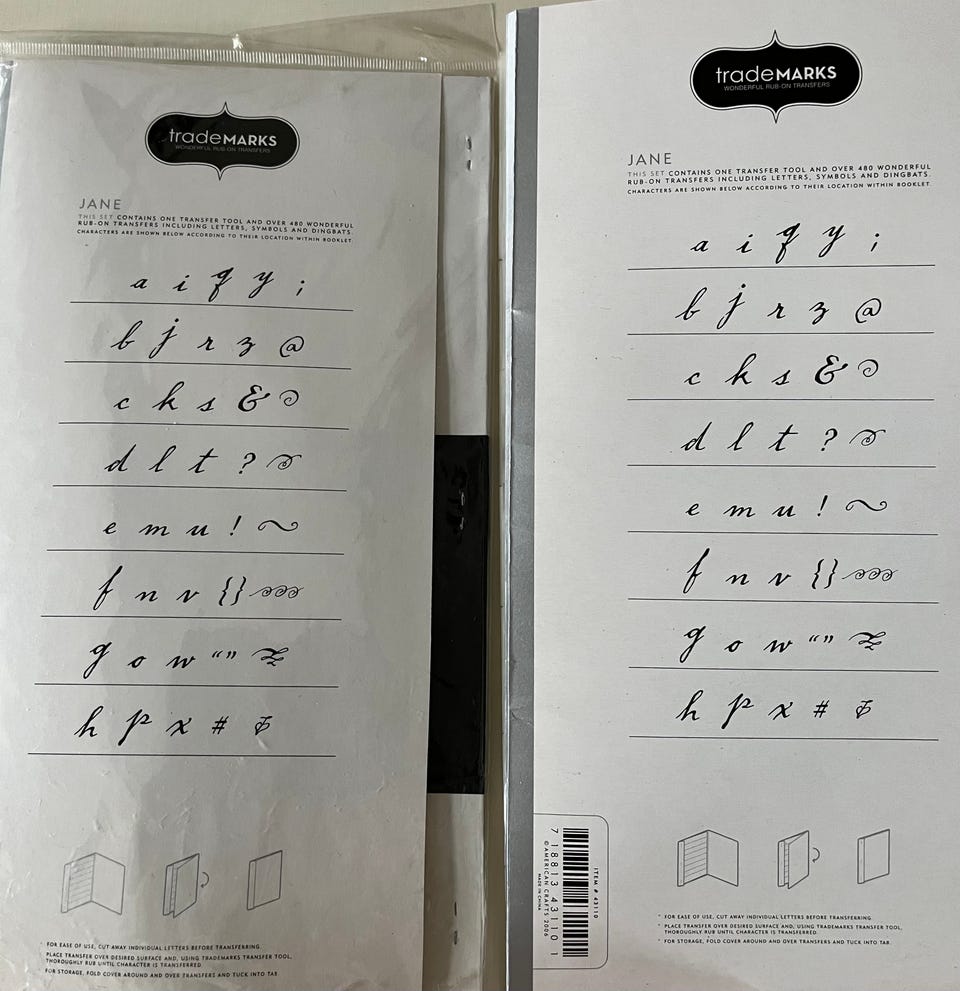 tradeMARKS
WONDERFUL RUB-ON TRANSFERS
JANE
THIS SET CONTAINS ONE TRANSFER TOOL AND OVER 480 WONDERFUL
RUB-ON TRANSFERS INCLUDING LETTERS, SYMBOLS AND DINGBATS.
CHARACTERS ARE SHOWN BELOW ACCORDING TO THEIR LOCATION WITHIN BOOKLET.
a i q y ;
b j r z @
c k s &
d l t ?
e m u !
f n v {}
g o w “”
h p x #
* FOR EASE OF USE, CUT AWAY INDIVIDUAL LETTERS BEFORE TRANSFERRING.
PLACE TRANSFER OVER DESIRED SURFACE AND, USING TRADEMARKS TRANSFER TOOL,
THOROUGHLY RUB UNTIL CHARACTER IS TRANSFERRED.
FOR STORAGE, FOLD COVER AROUND AND OVER TRANSFERS AND TUCK INTO TAB.
tradeMARKS
WONDERFUL RUB-ON TRANSFERS
JANE
THIS SET CONTAINS ONE TRANSFER TOOL AND OVER 480 WONDERFUL
RUB-ON TRANSFERS INCLUDING LETTERS, SYMBOLS AND DINGBATS.
CHARACTERS ARE SHOWN BELOW ACCORDING TO THEIR LOCATION WITHIN BOOKLET.
a i q y ;
b j r z @
c k s &
d l t ?
e m u !
f n v {}
g o w “”
h p x #
ITEM # 43110
7 18813 43110 1
©AMERICAN CRAFTS 2006
MADE IN CHINA
* FOR EASE OF USE, CUT AWAY INDIVIDUAL LETTERS BEFORE TRANSFERRING.
* PLACE TRANSFER OVER DESIRED SURFACE AND, USING TRADEMARKS TRANSFER TOOL,
THOROUGHLY RUB UNTIL CHARACTER IS TRANSFERRED.
* FOR STORAGE, FOLD COVER AROUND AND OVER TRANSFERS AND TUCK INTO TAB.